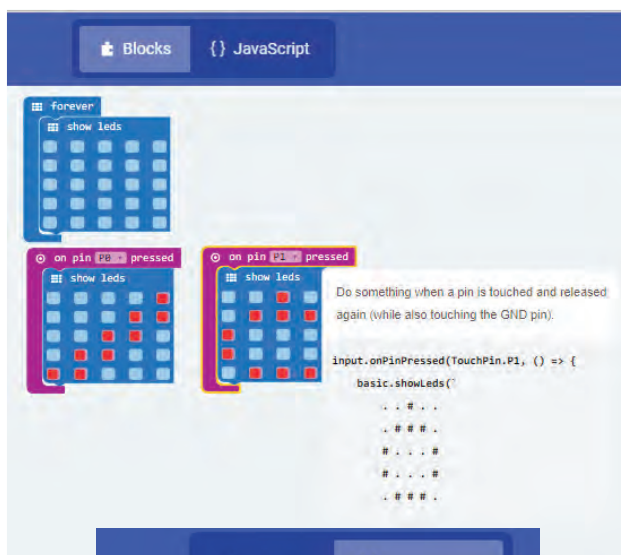 Blocks
{ } JavaScript
forever
show leds
on pin P0 pressed
show leds
on pin P1 pressed
show leds
Do something when a pin is touched and released
again (while also touching the GND pin).
input.onPinPressed(TouchPin.P1, () => {
basic.showLeds(`
. . # . .
. # # # .
# . . . #
# . . . #
. # # # .